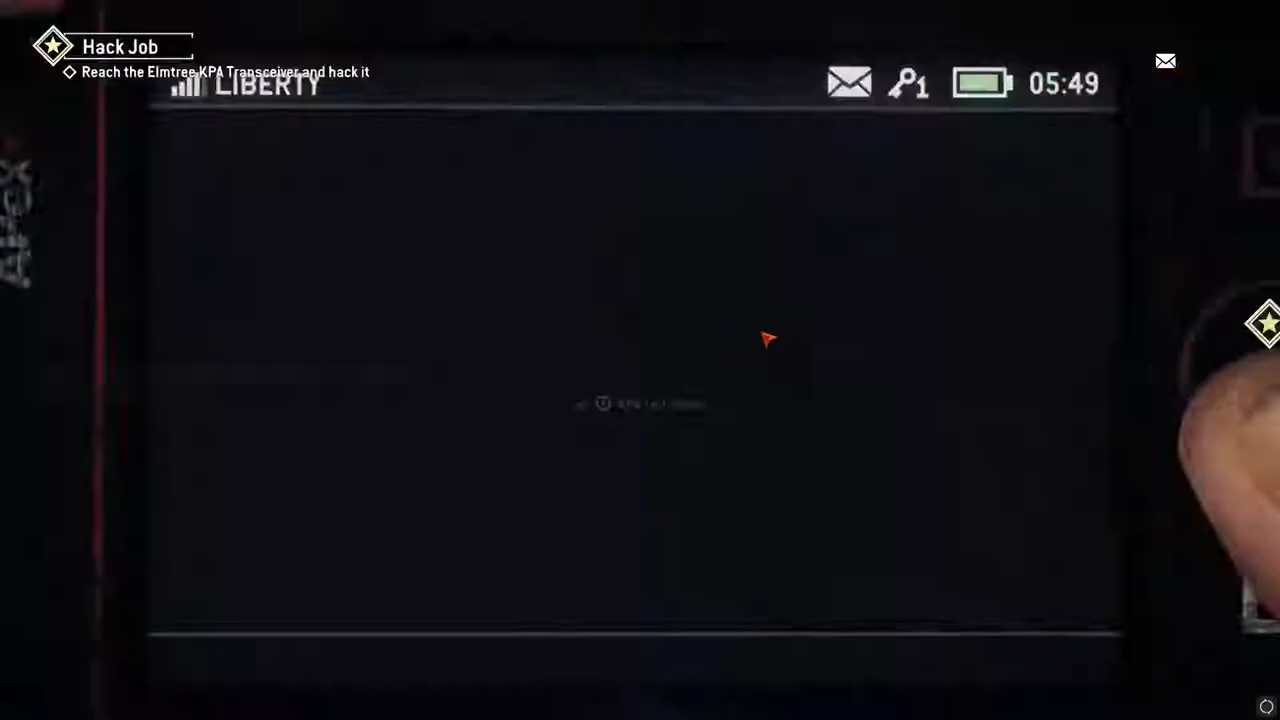 Hack Job
Reach the Elmtree KPA Transceiver and hack it
LIBERTY
1
05:49